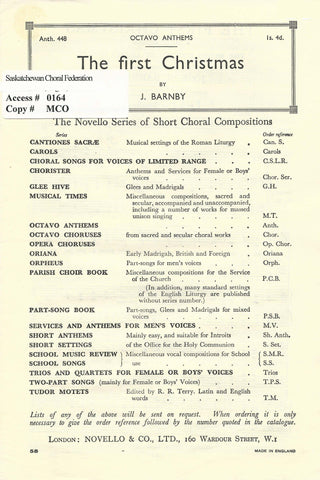 Anth. 448 OCTAVO ANTHEMS 1s. 4d.
The first Christmas
BY
J. BARNBY
Saskatchewan Choral Federation
Access # 0164
Copy # MCO
The Novello Series of Short Choral Compositions
Series Order reference
CANTIONES SACRÆ Musical settings of the Roman Liturgy . Can. S.
CAROLS . . . . . . . Carols
CHORAL SONGS FOR VOICES OF LIMITED RANGE . . . C.S.L.R.
CHORISTER Anthems and Services for Female or Boys'
voices . . . . . . Chor. Ser.
GLEE HIVE Glees and Madrigals . . . . G.H.
MUSICAL TIMES Miscellaneous compositions, sacred and
secular, accompanied and unaccompanied,
including a number of works for massed
unison singing . . . . M.T.
OCTAVO ANTHEMS . . . . . . Anth.
OCTAVO CHORUSES from sacred and secular choral works . Chor.
OPERA CHORUSES . . . . . . Op. Chor.
ORIANA Early Madrigals, British and Foreign . Oriana
ORPHEUS Part-songs for men's voices . . . Orph.
PARISH CHOIR BOOK Miscellaneous compositions for the Service
of the Church . . . . P.C.B.
(In addition, many standard settings
of the English Liturgy are published
without series number.)
PART-SONG BOOK Part-songs, Glees and Madrigals for mixed
voices . . . . . . P.S.B.
SERVICES AND ANTHEMS FOR MEN'S VOICES . . . . M.V.
SHORT ANTHEMS Mainly easy, and suitable for Introits . Sh. Anth.
SHORT SETTINGS of the Office for the Holy Communion . S. Set.
SCHOOL MUSIC REVIEW } Miscellaneous vocal compositions for School { S.M.R.
SCHOOL SONGS } use . . . . . . { S.S.
TRIOS AND QUARTETS FOR FEMALE OR BOYS' VOICES . . Trios
TWO-PART SONGS (mainly for Female or Boys' Voices) . . . T.P.S.
TUDOR MOTETS Edited by R. R. Terry. Latin and English
words . . . . . . T.M.
Lists of any of the above will be sent on request. When ordering it is only
necessary to give the order reference followed by the number quoted in the catalogue.
LONDON: NOVELLO & CO., LTD., 160 WARDOUR STREET, W.1
58 MADE IN ENGLAND